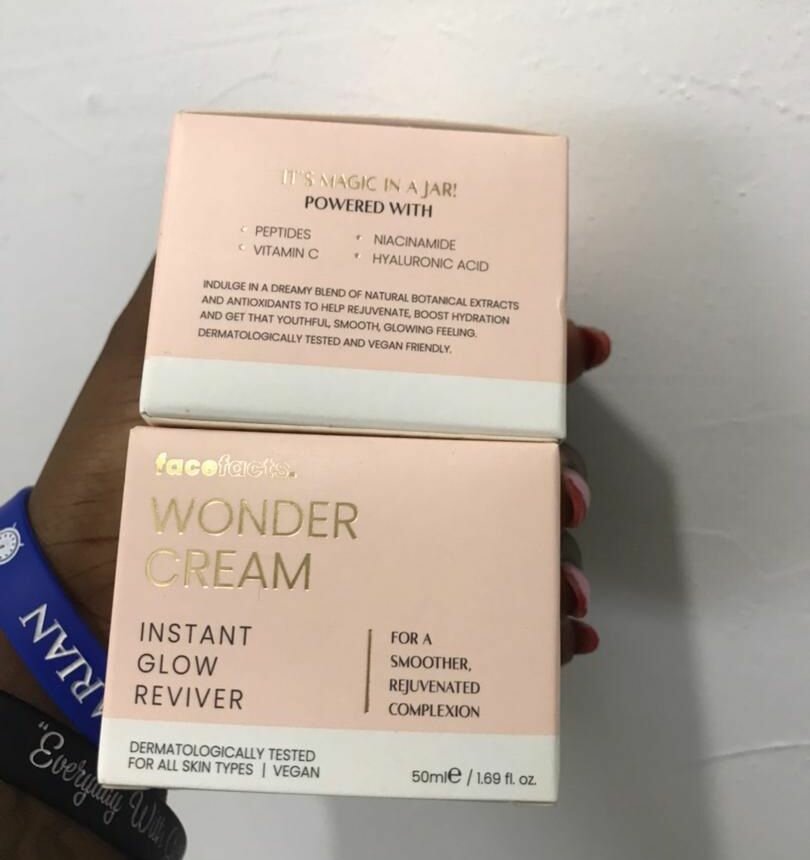 IT'S MAGIC IN A JAR!
POWERED WITH
PEPTIDES
NIACINAMIDE
VITAMIN C
HYALURONIC ACID
INDULGE IN A DREAMY BLEND OF NATURAL BOTANICAL EXTRACTS
AND ANTIOXIDANTS TO HELP REJUVENATE, BOOST HYDRATION
AND GET THAT YOUTHFUL, SMOOTH, GLOWING FEELING.
DERMATOLOGICALLY TESTED AND VEGAN FRIENDLY.
facefacts.
WONDER
CREAM
INSTANT
GLOW
REVIVER
FOR A
SMOOTHER,
REJUVENATED
COMPLEXION
DERMATOLOGICALLY TESTED
FOR ALL SKIN TYPES | VEGAN
50ml℮ / 1.69 fl. oz.
RIAN
"Everyday With